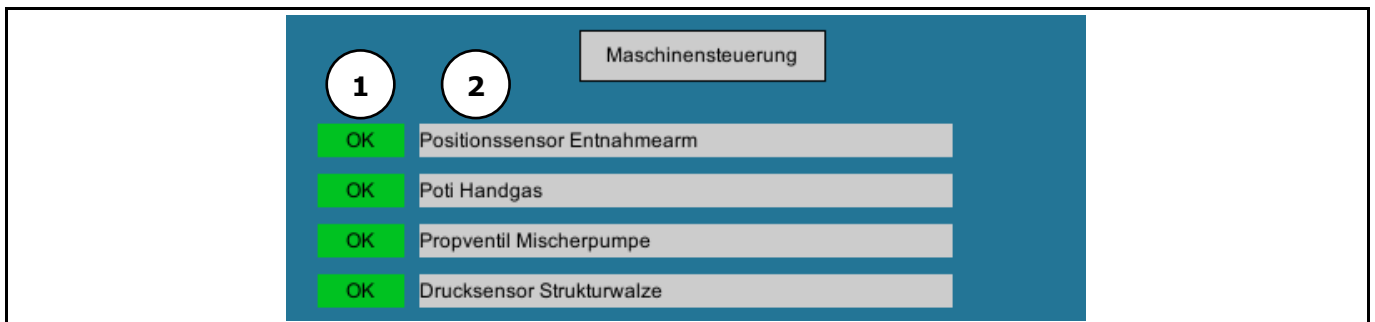 Maschinensteuerung
1 2
OK Positionssensor Entnahmearm
OK Poti Handgas
OK Propventil Mischerpumpe
OK Drucksensor Strukturwalze